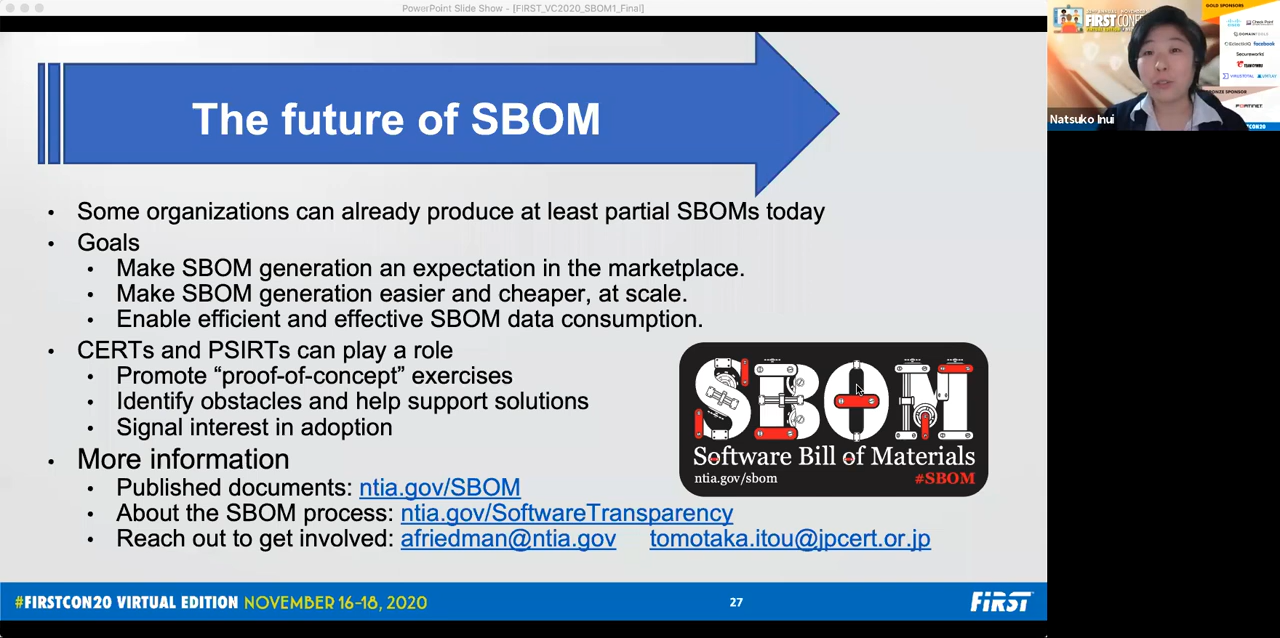 PowerPoint Slide Show - [FIRST_VC2020_SBOM1_Final]
The future of SBOM
• Some organizations can already produce at least partial SBOMs today
• Goals
• Make SBOM generation an expectation in the marketplace.
• Make SBOM generation easier and cheaper, at scale.
• Enable efficient and effective SBOM data consumption.
• CERTs and PSIRTs can play a role
• Promote “proof-of-concept” exercises
• Identify obstacles and help support solutions
• Signal interest in adoption
• More information
• Published documents: ntia.gov/SBOM
• About the SBOM process: ntia.gov/SoftwareTransparency
• Reach out to get involved: afriedman@ntia.gov tomotaka.itou@jpcert.or.jp
SBOM
Software Bill of Materials
ntia.gov/sbom #SBOM
#FIRSTCON20 VIRTUAL EDITION NOVEMBER 16-18, 2020 27 FiRST
GOLD SPONSORS
FIRST
Check Point
DOMAINTOOLS
facebook
Secureworks
VIRUSTOTAL
FORTINET
Natsuko Inui